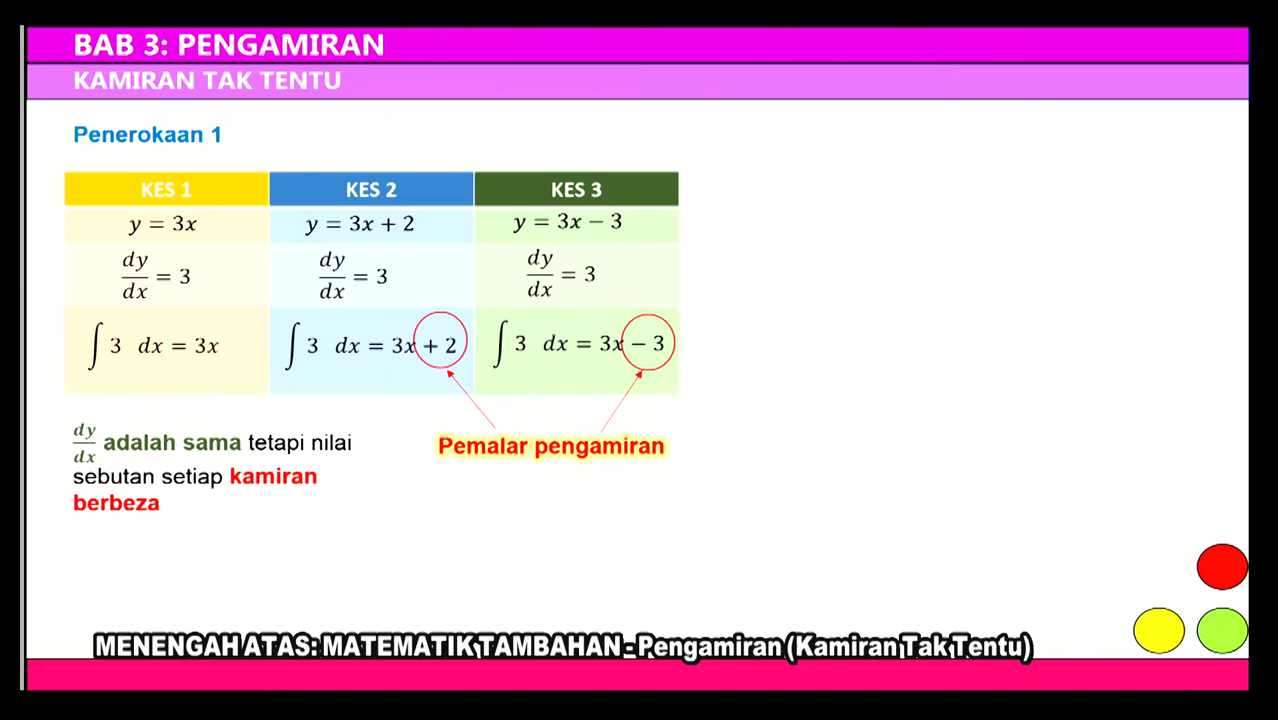 BAB 3: PENGAMIRAN
KAMIRAN TAK TENTU
Penerokaan 1
KES 1 KES 2 KES 3
y = 3x y = 3x + 2 y = 3x − 3
dy/dx = 3 dy/dx = 3 dy/dx = 3
∫ 3 dx = 3x ∫ 3 dx = 3x + 2 ∫ 3 dx = 3x − 3
dy/dx adalah sama tetapi nilai
sebutan setiap kamiran
berbeza
Pemalar pengamiran
MENENGAH ATAS: MATEMATIK TAMBAHAN - Pengamiran (Kamiran Tak Tentu)